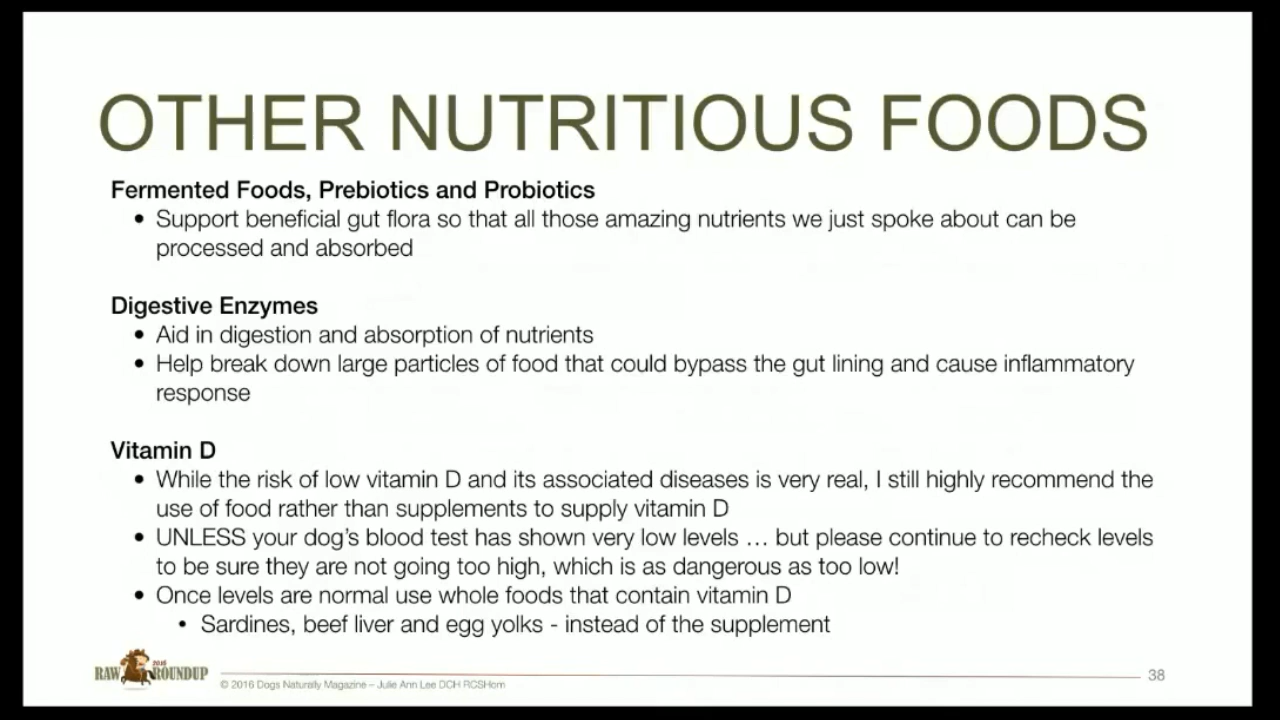 OTHER NUTRITIOUS FOODS
Fermented Foods, Prebiotics and Probiotics
• Support beneficial gut flora so that all those amazing nutrients we just spoke about can be
processed and absorbed
Digestive Enzymes
• Aid in digestion and absorption of nutrients
• Help break down large particles of food that could bypass the gut lining and cause inflammatory
response
Vitamin D
• While the risk of low vitamin D and its associated diseases is very real, I still highly recommend the
use of food rather than supplements to supply vitamin D
• UNLESS your dog's blood test has shown very low levels … but please continue to recheck levels
to be sure they are not going too high, which is as dangerous as too low!
• Once levels are normal use whole foods that contain vitamin D
• Sardines, beef liver and egg yolks - instead of the supplement
RAW 2016 ROUNDUP
© 2016 Dogs Naturally Magazine – Julie Ann Lee DCH RCSHom
38